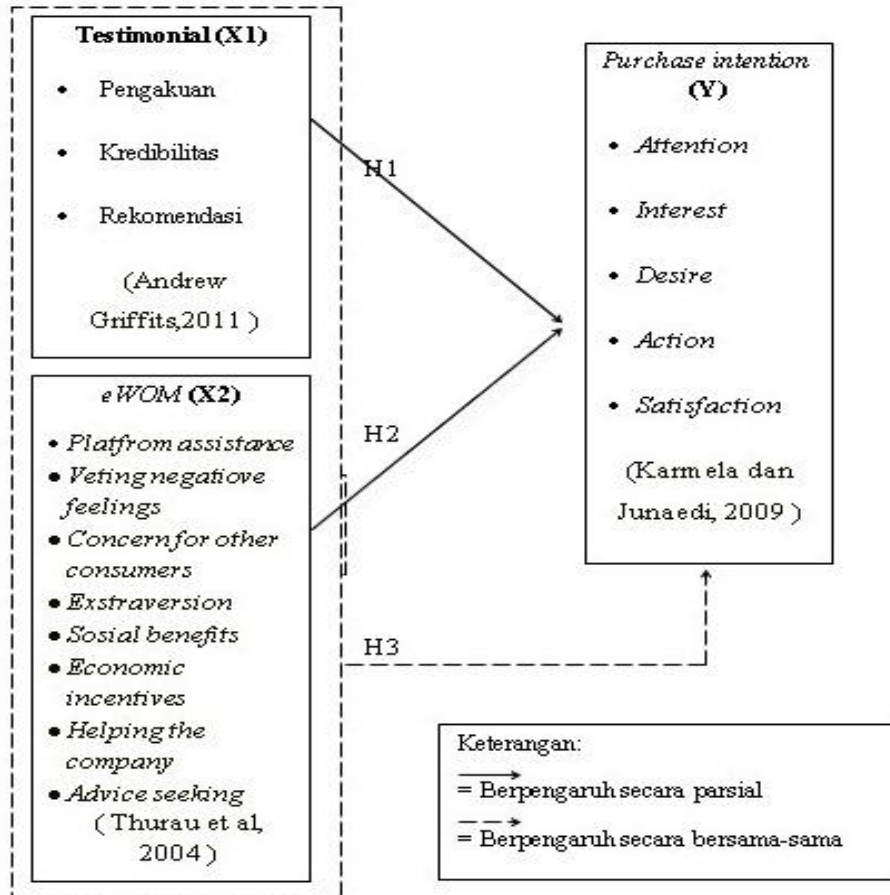 Testimonial (X1)
• Pengakuan
• Kredibilitas
• Rekomendasi
(Andrew
Griffits,2011 )
eWOM (X2)
• Platfrom assistance
• Veting negatiove
feelings
• Concern for other
consumers
• Exstraversion
• Sosial benefits
• Economic
incentives
• Helping the
company
• Advice seeking
( Thurau et al,
2004 )
H1
H2
H3
Purchase intention
(Y)
• Attention
• Interest
• Desire
• Action
• Satisfaction
(Karmela dan
Junaedi, 2009 )
Keterangan:
= Berpengaruh secara parsial
= Berpengaruh secara bersama-sama